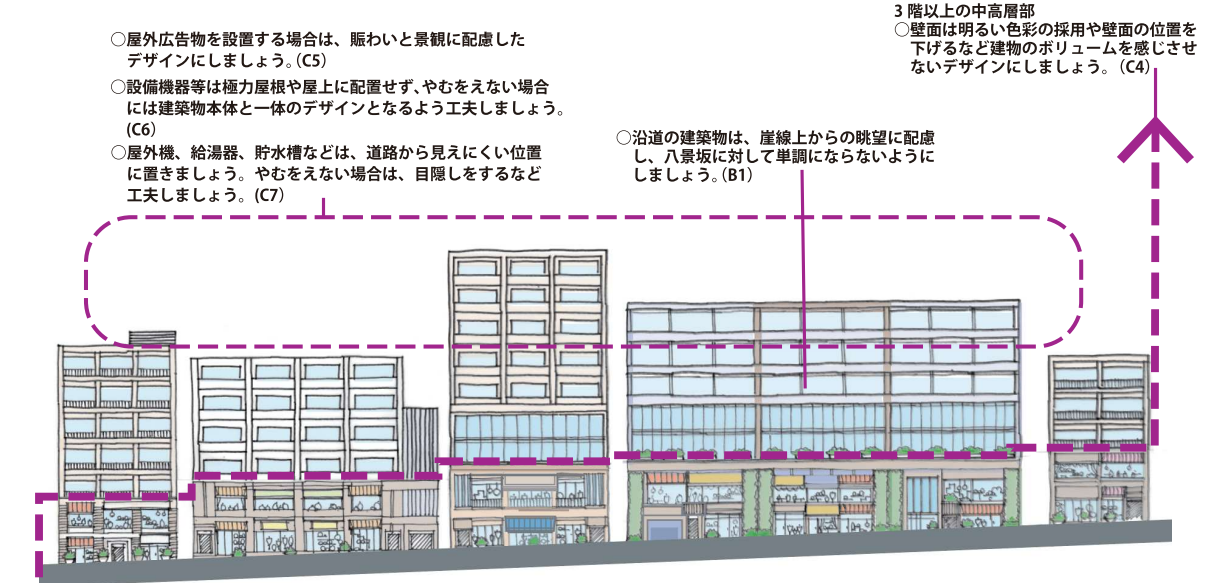 ○屋外広告物を設置する場合は、賑わいと景観に配慮した
デザインにしましょう。（C5）
○設備機器等は極力屋根や屋上に配置せず、やむをえない場合
には建築物本体と一体のデザインとなるよう工夫しましょう。
（C6）
○屋外機、給湯器、貯水槽などは、道路から見えにくい位置
に置きましょう。やむをえない場合は、目隠しをするなど
工夫しましょう。（C7）
○沿道の建築物は、崖線上からの眺望に配慮
し、八景坂に対して単調にならないように
しましょう。（B1）
3 階以上の中高層部
○壁面は明るい色彩の採用や壁面の位置を
下げるなど建物のボリュームを感じさせ
ないデザインにしましょう。（C4）